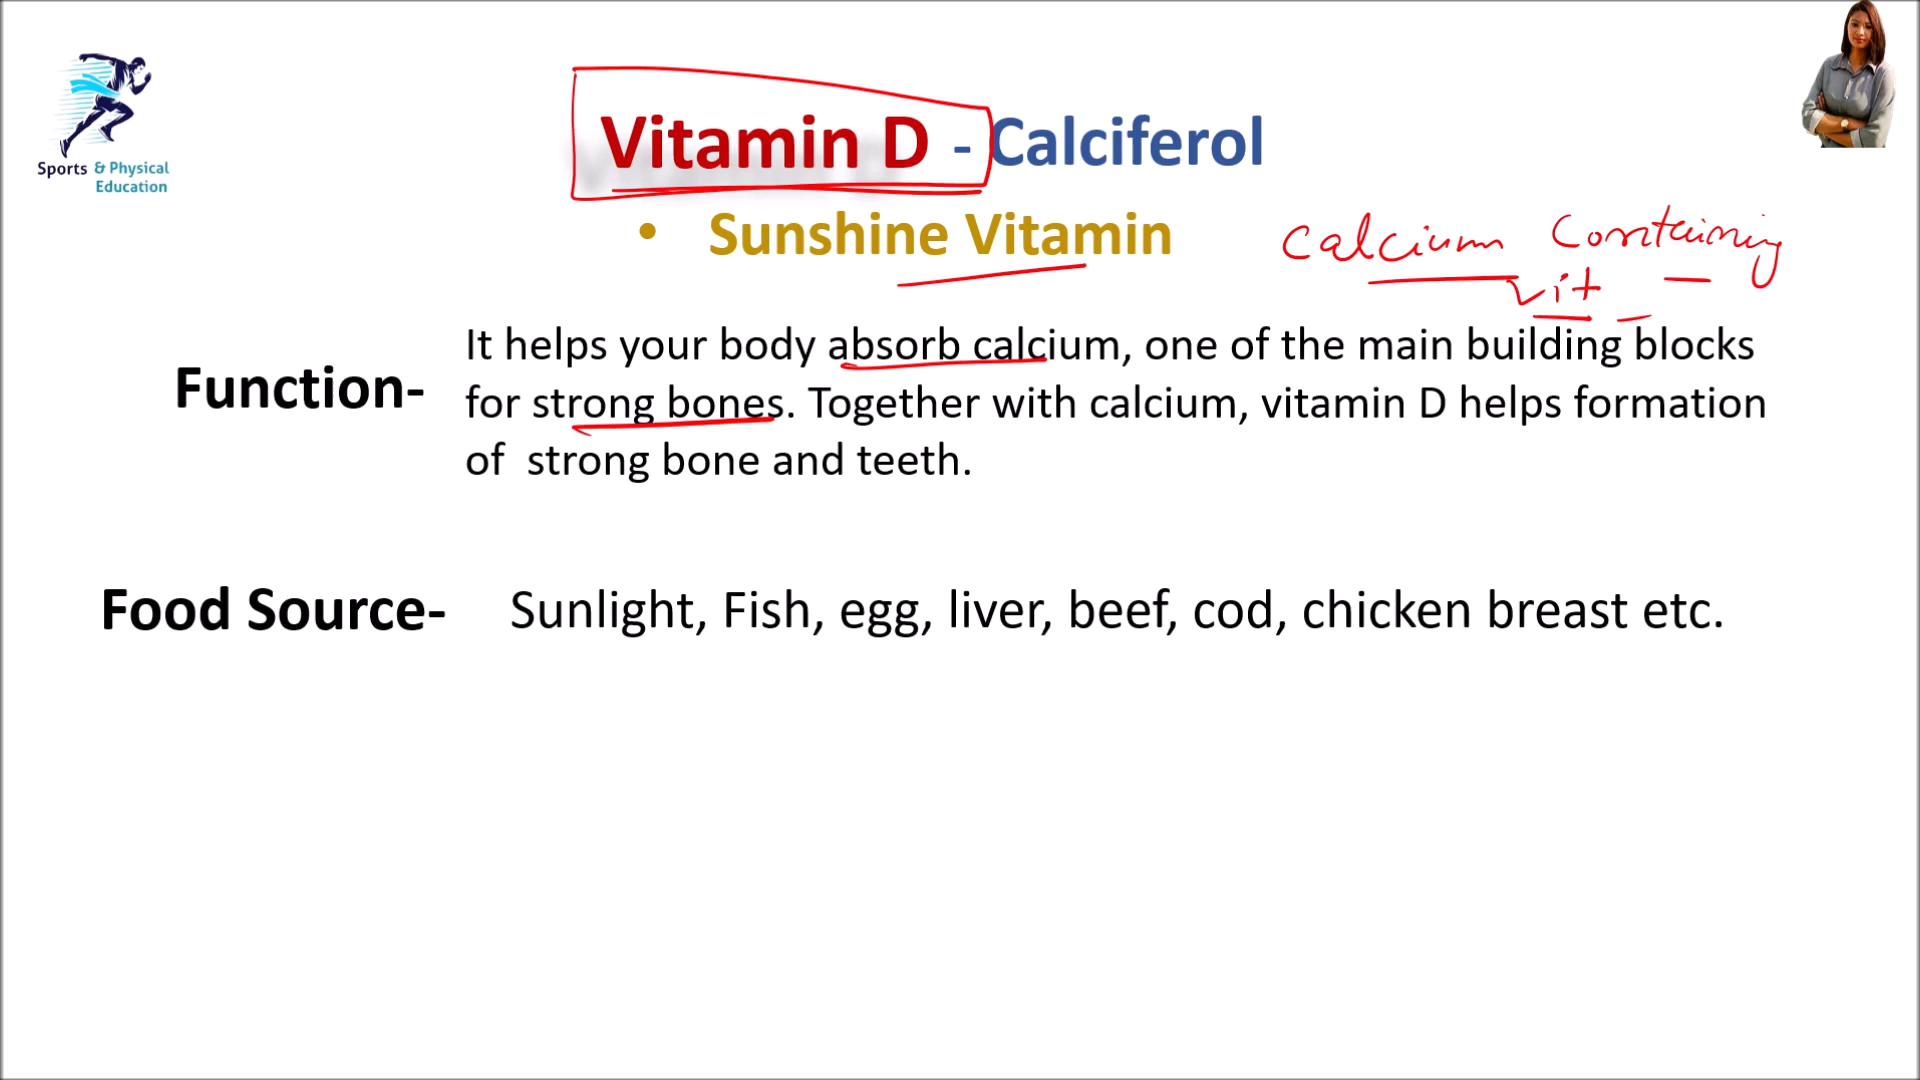 Sports & Physical
Education
Vitamin D - Calciferol
• Sunshine Vitamin
Calcium Containing
Vit
Function-
It helps your body absorb calcium, one of the main building blocks
for strong bones. Together with calcium, vitamin D helps formation
of strong bone and teeth.
Food Source- Sunlight, Fish, egg, liver, beef, cod, chicken breast etc.